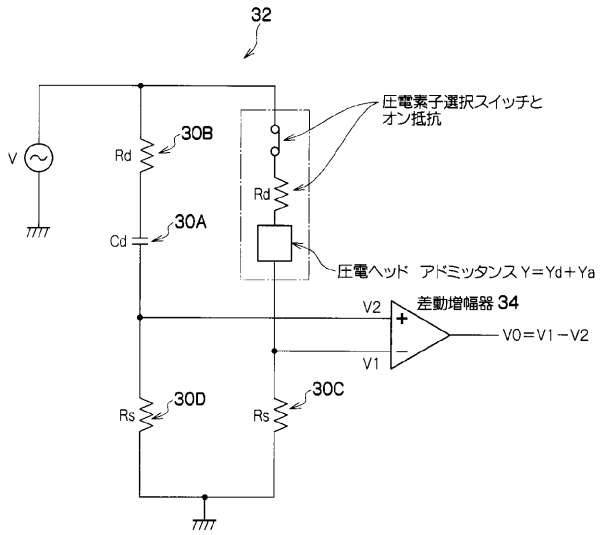 32
圧電素子選択スイッチと
オン抵抗
30B
Rd
V
Rd
30A
Cd
圧電ヘッド アドミッタンス Y=Yd+Ya
差動増幅器 34
V2
+
V0=V1-V2
−
V1
30D
30C
Rs
Rs